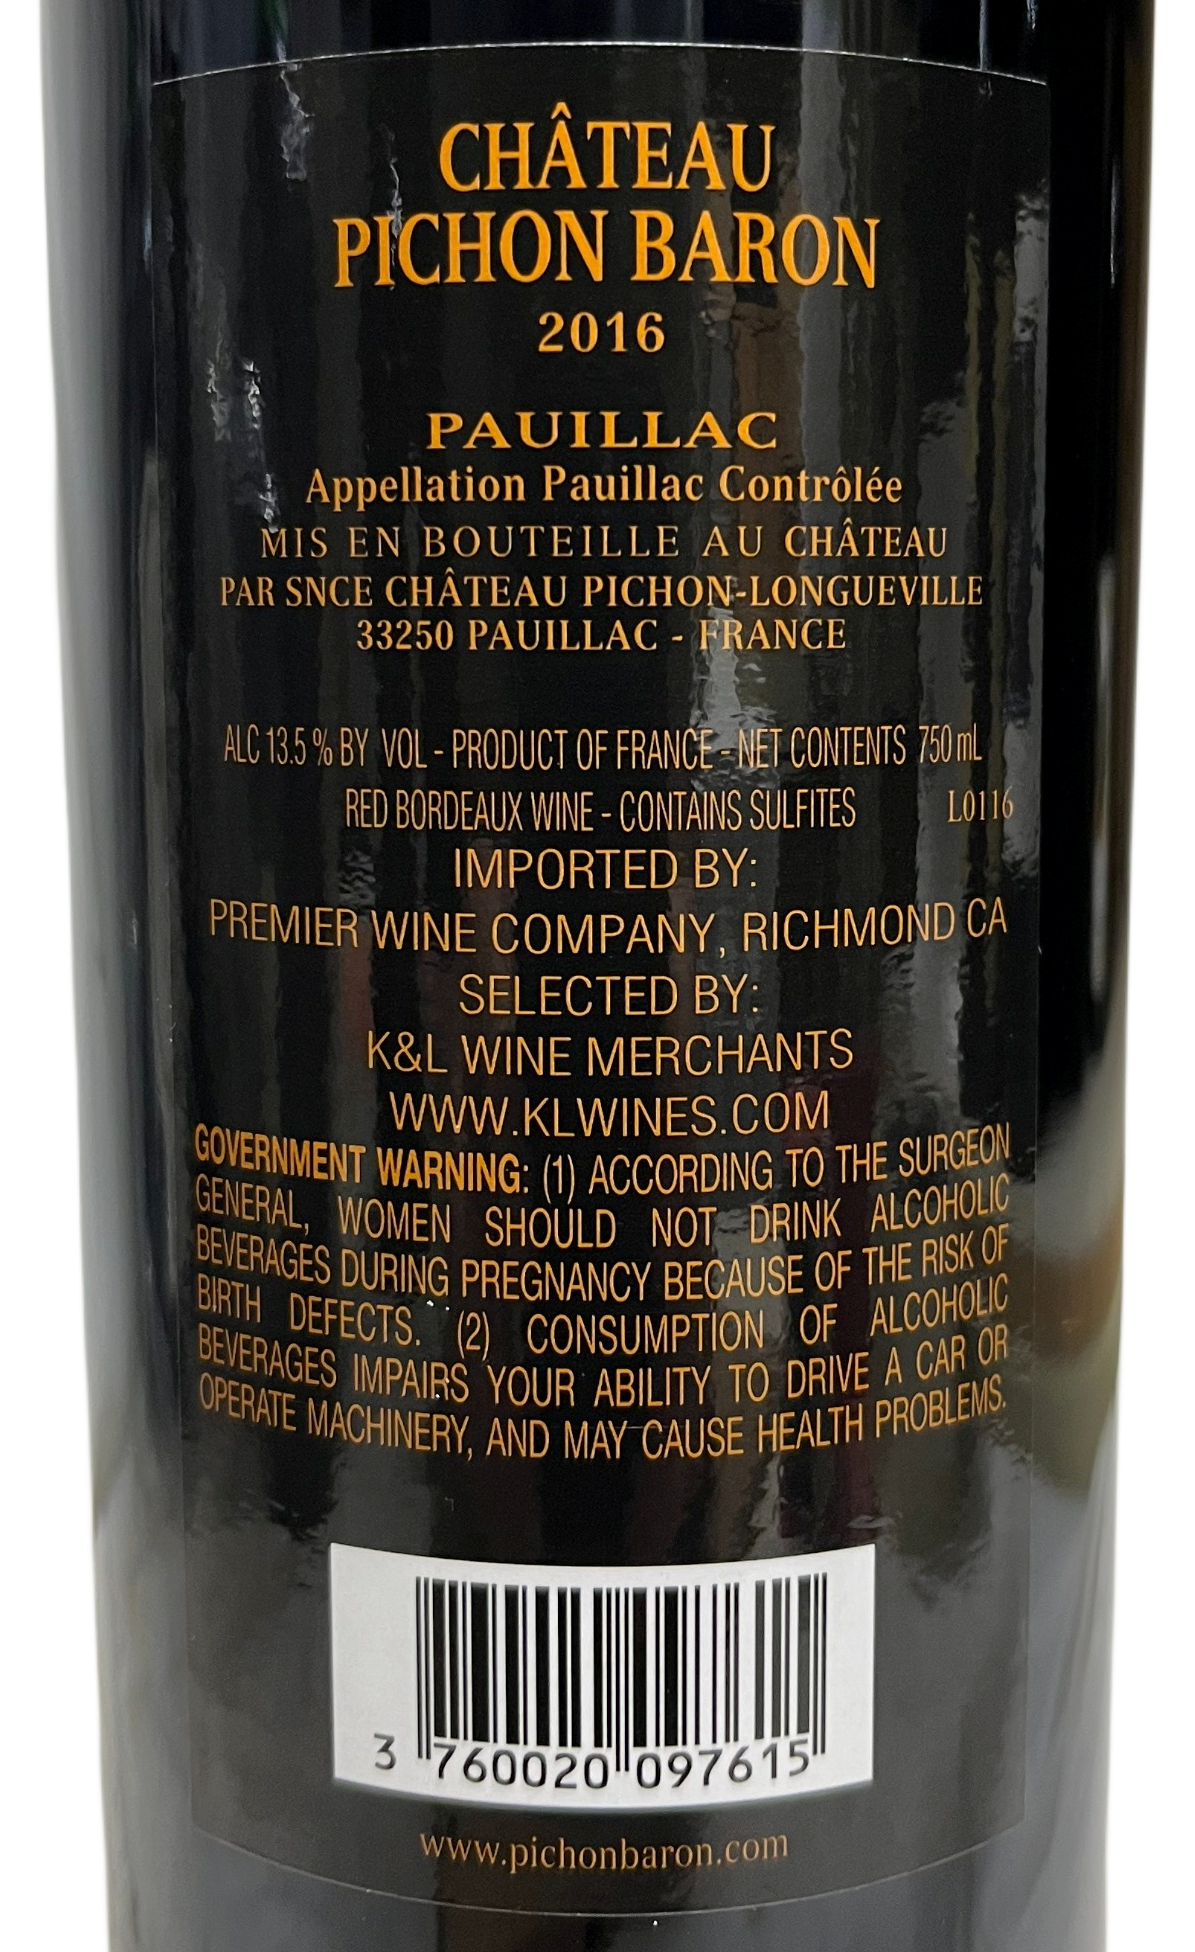 CHÂTEAU
PICHON BARON
2016
PAUILLAC
Appellation Pauillac Contrôlée
MIS EN BOUTEILLE AU CHÂTEAU
PAR SNCE CHÂTEAU PICHON-LONGUEVILLE
33250 PAUILLAC - FRANCE
ALC 13.5 % BY VOL - PRODUCT OF FRANCE - NET CONTENTS 750 mL
RED BORDEAUX WINE - CONTAINS SULFITES L0116
IMPORTED BY:
PREMIER WINE COMPANY, RICHMOND CA
SELECTED BY:
K&L WINE MERCHANTS
WWW.KLWINES.COM
GOVERNMENT WARNING: (1) ACCORDING TO THE SURGEON
GENERAL, WOMEN SHOULD NOT DRINK ALCOHOLIC
BEVERAGES DURING PREGNANCY BECAUSE OF THE RISK OF
BIRTH DEFECTS. (2) CONSUMPTION OF ALCOHOLIC
BEVERAGES IMPAIRS YOUR ABILITY TO DRIVE A CAR OR
OPERATE MACHINERY, AND MAY CAUSE HEALTH PROBLEMS.
3 760020 097615
www.pichonbaron.com